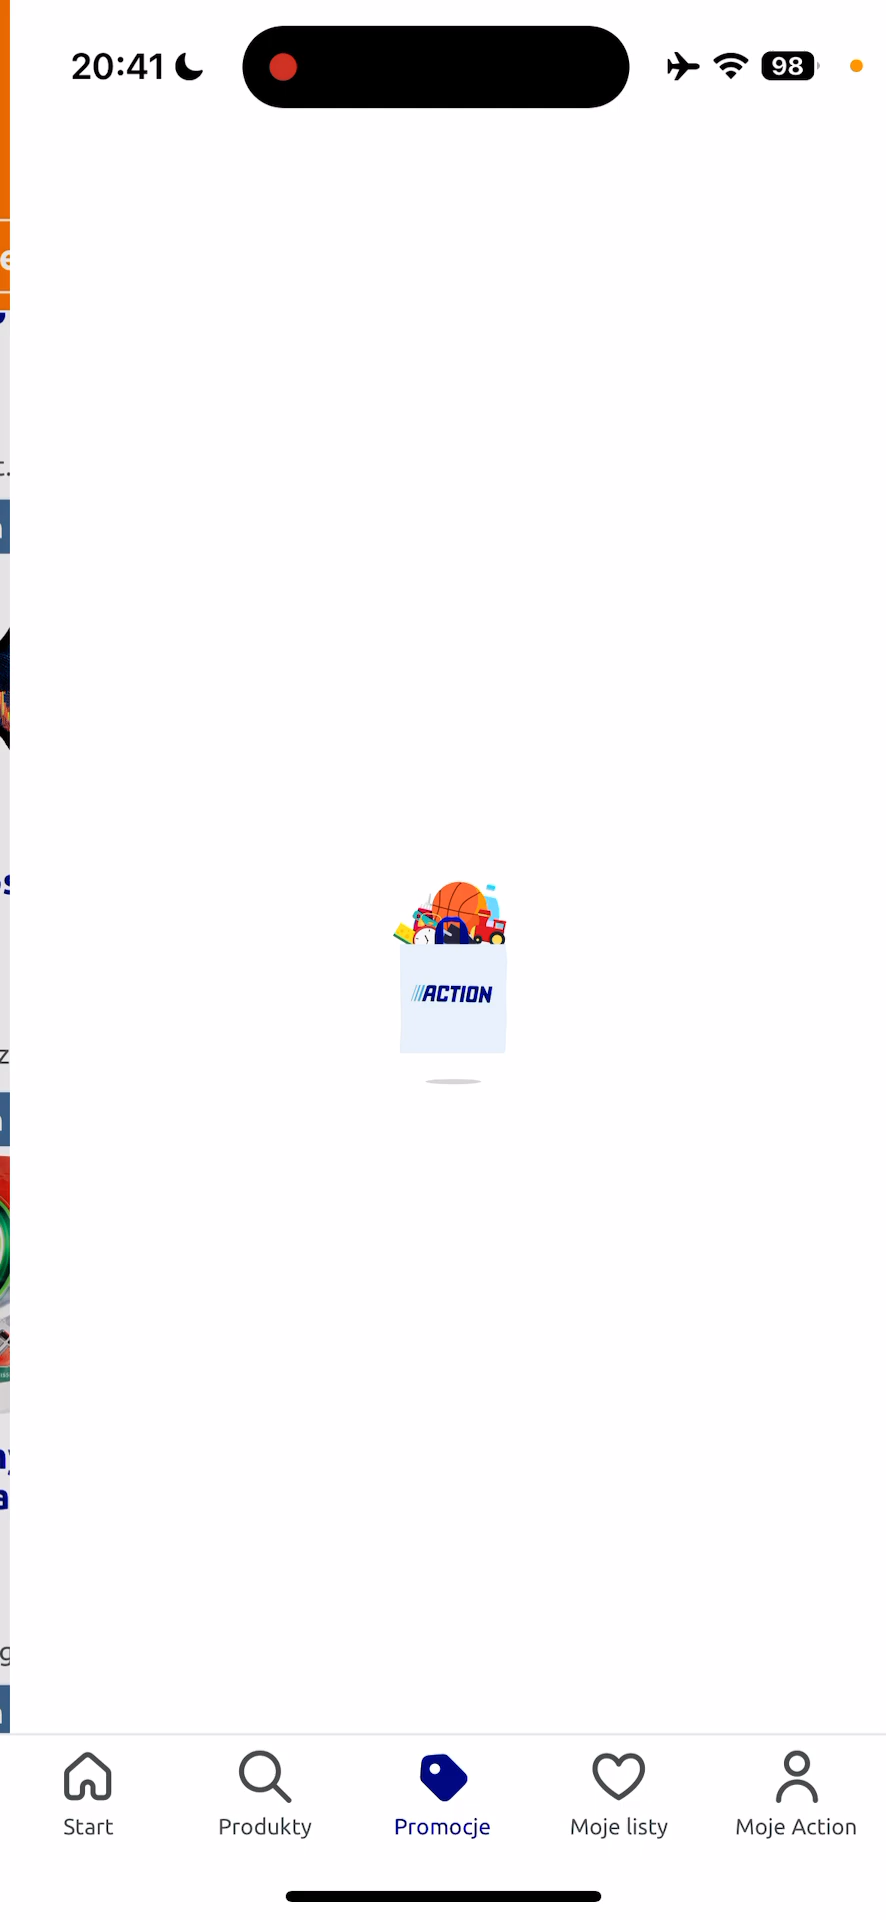 20:41
98
ACTION
Start
Produkty
Promocje
Moje listy
Moje Action